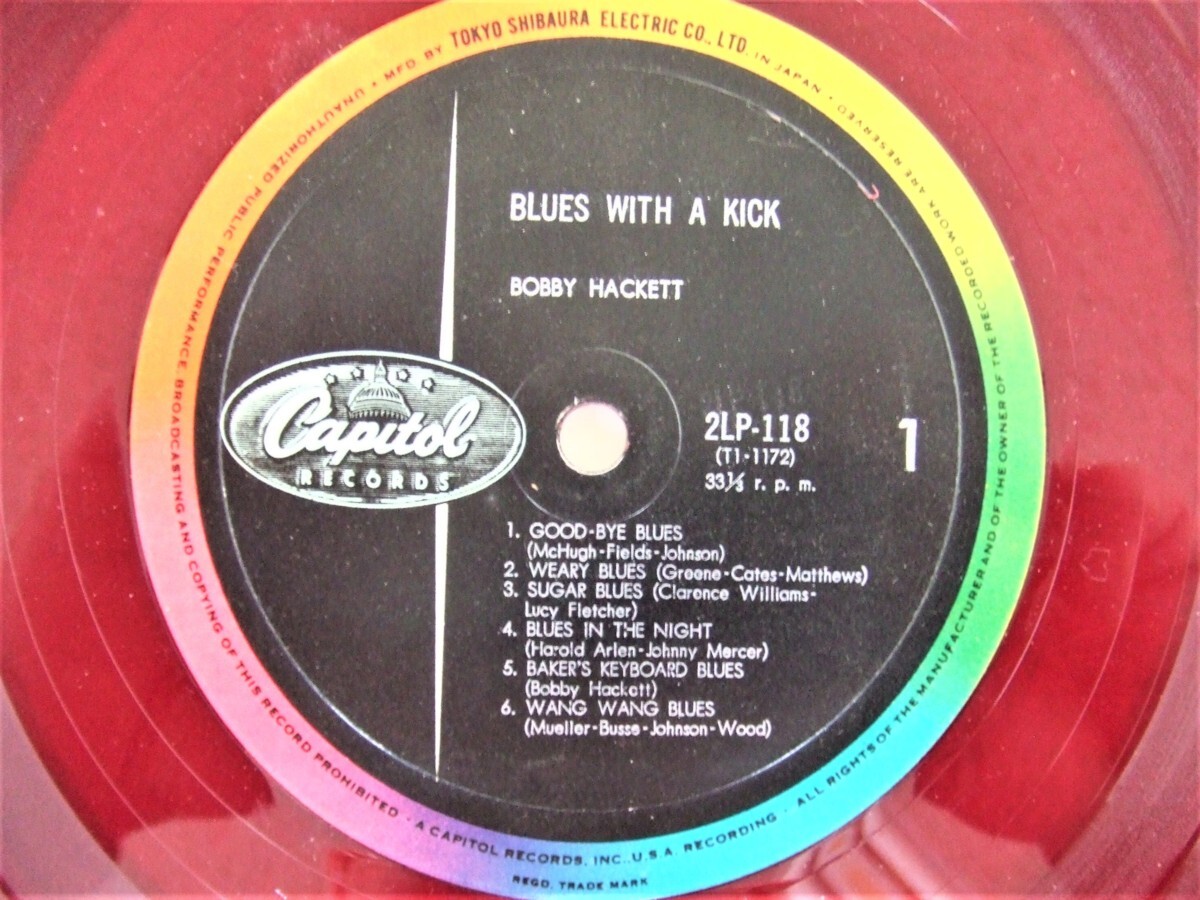 MFD. BY TOKYO SHIBAURA ELECTRIC CO., LTD. IN JAPAN • ALL RIGHTS OF THE MANUFACTURER AND OF THE OWNER OF THE RECORDED WORK ARE RESERVED
UNAUTHORIZED PUBLIC PERFORMANCE. BROADCASTING AND COPYING OF THIS RECORD PROHIBITED - A CAPITOL RECORDS, INC., U.S.A. RECORDING
REGD. TRADE MARK
BLUES WITH A KICK
BOBBY HACKETT
Capitol
RECORDS
2LP-118
(T1-1172)
33⅓ r. p. m.
1
1. GOOD-BYE BLUES
(McHugh-Fields-Johnson)
2. WEARY BLUES (Greene-Cates-Matthews)
3. SUGAR BLUES (Clarence Williams-
Lucy Fletcher)
4. BLUES IN THE NIGHT
(Harold Arlen-Johnny Mercer)
5. BAKER'S KEYBOARD BLUES
(Bobby Hackett)
6. WANG WANG BLUES
(Mueller-Busse-Johnson-Wood)